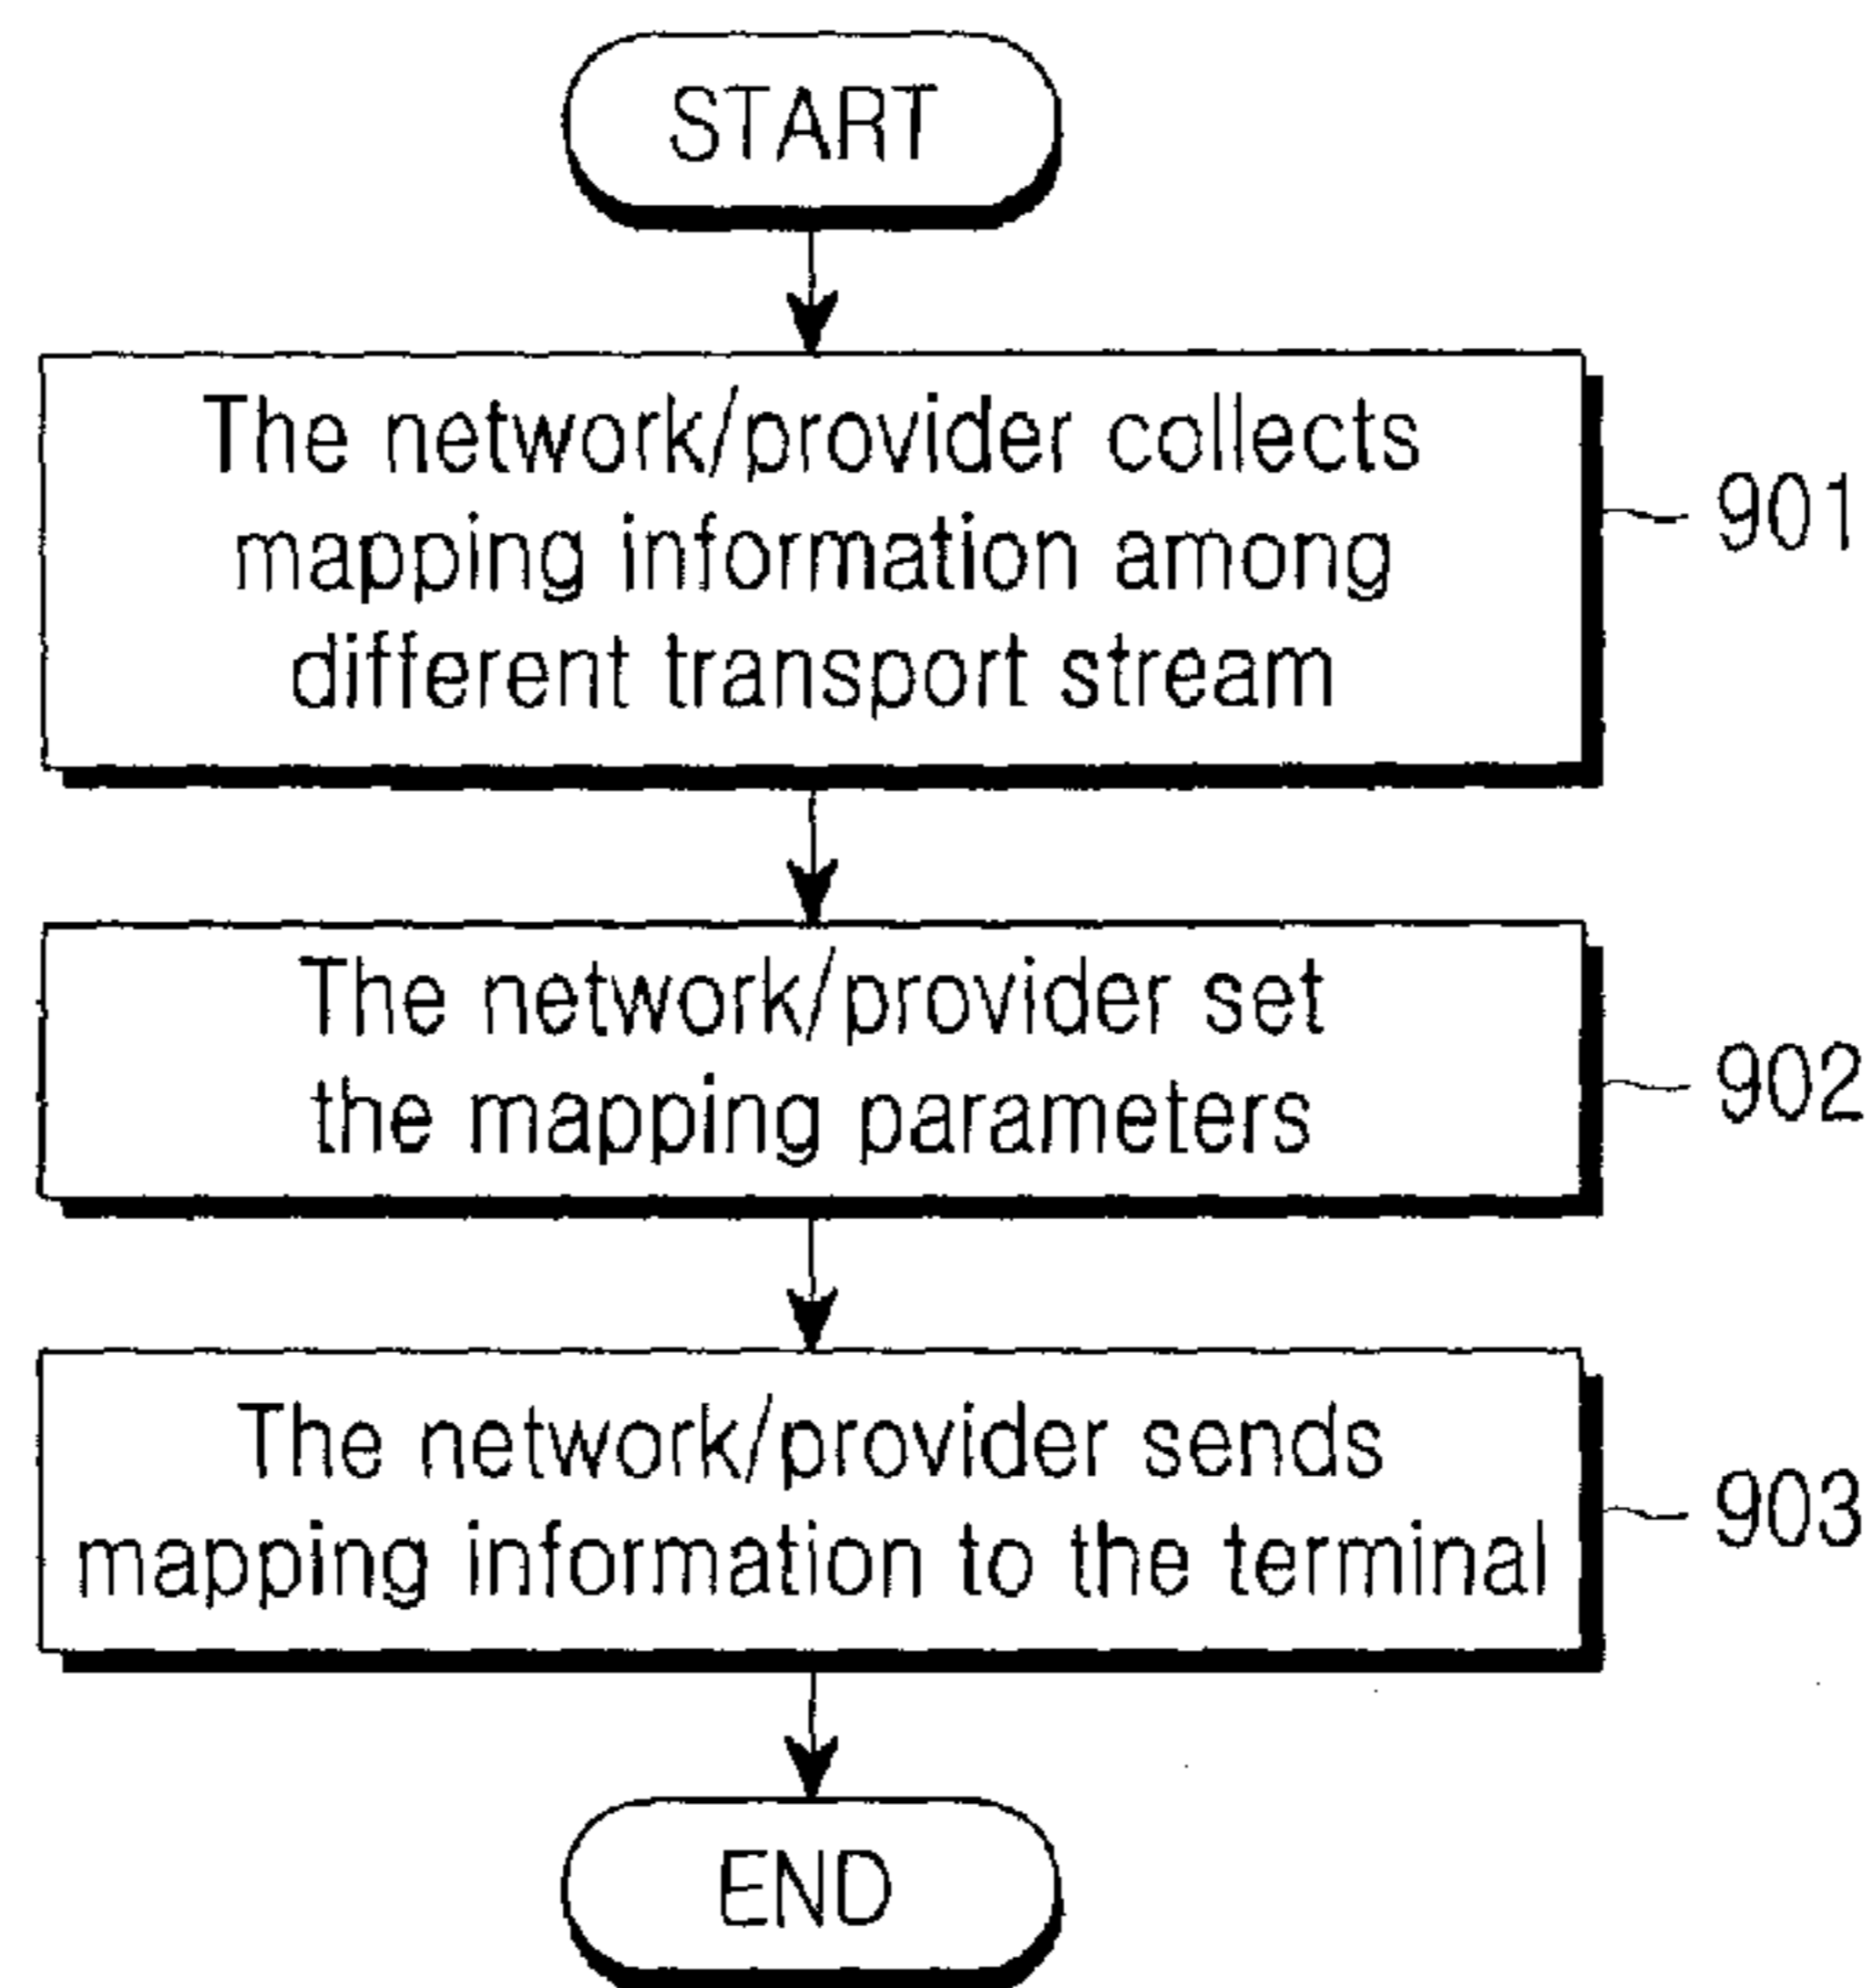 START
The network/provider collects
mapping information among
different transport stream
901
The network/provider set
the mapping parameters
902
The network/provider sends
mapping information to the terminal
903
END